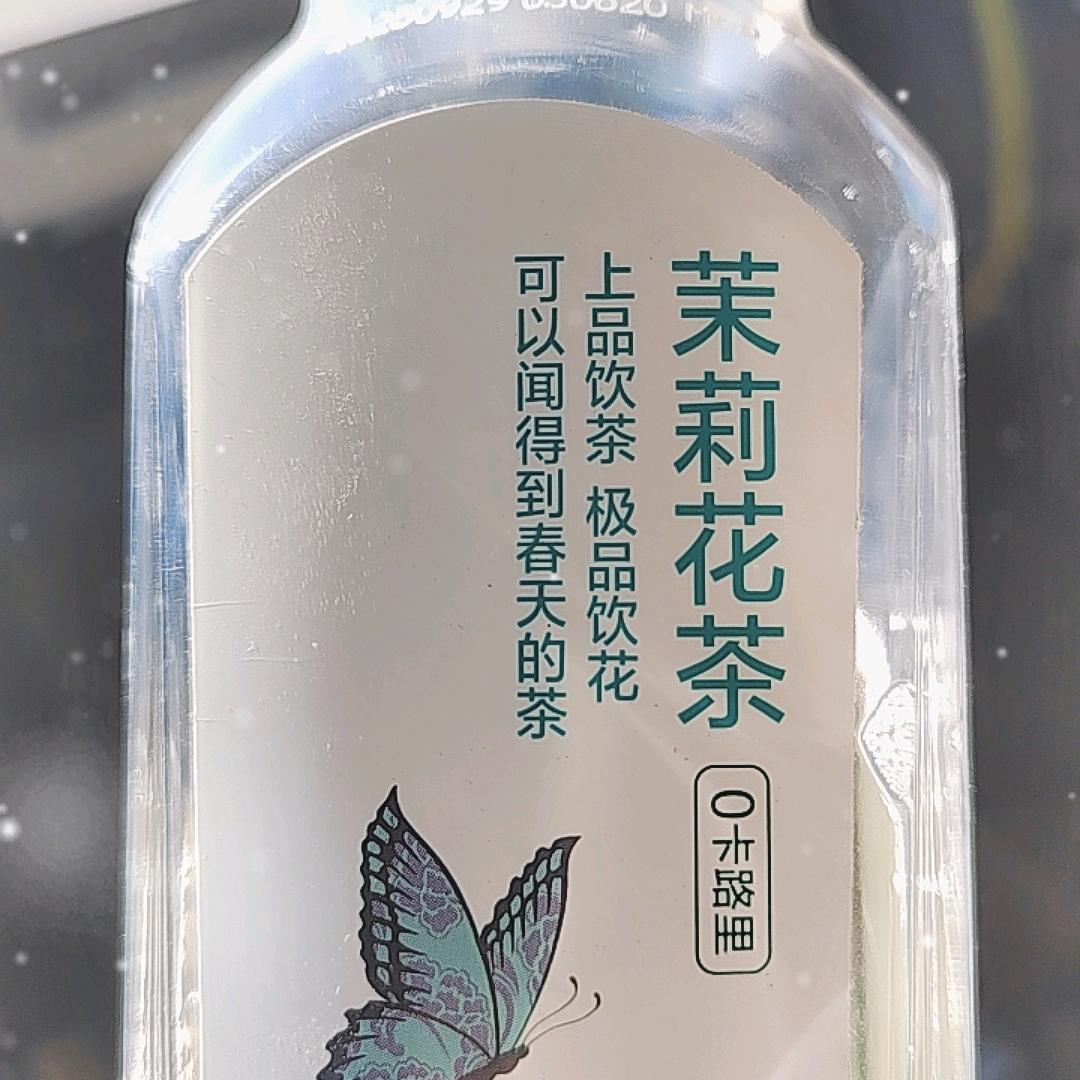 茉莉花茶
上品饮茶 极品饮花
可以闻得到春天的茶
0卡路里